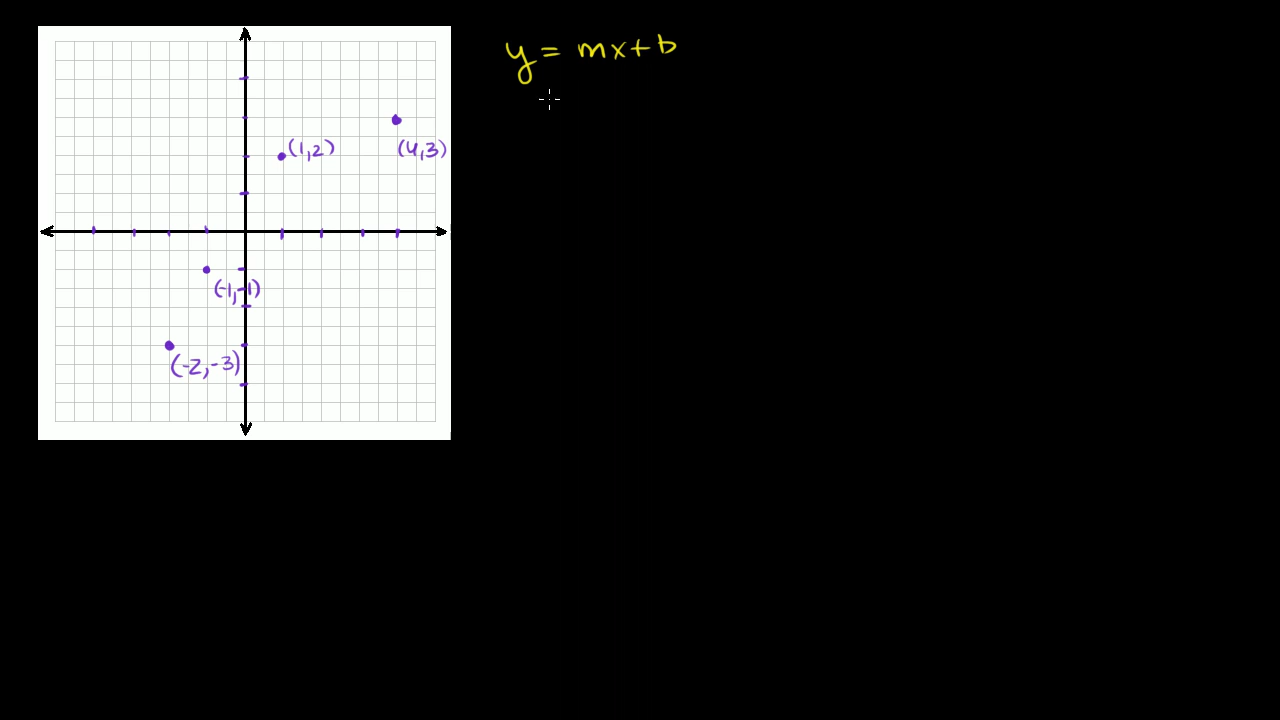 y = mx+b
(1,2)
(4,3)
(-1,-1)
(-2,-3)